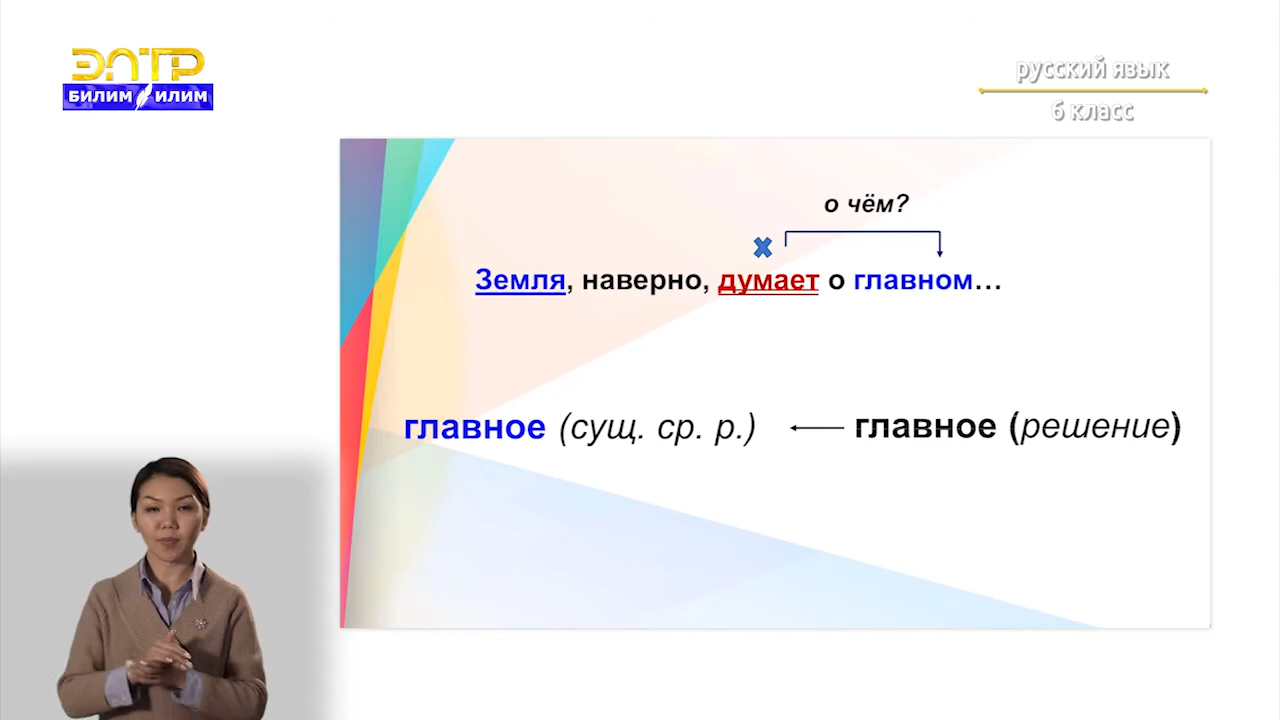 ЭЛТР
БИЛИМ ИЛИМ
русский язык
6 класс
о чём?
Земля, наверно, думает о главном...
главное (сущ. ср. р.) ← главное (решение)